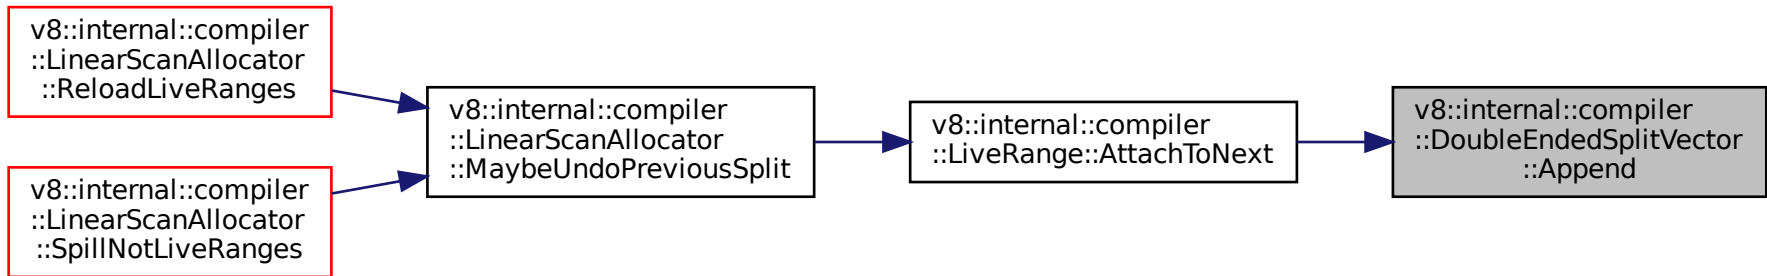 v8::internal::compiler
::LinearScanAllocator
::ReloadLiveRanges
v8::internal::compiler
::LinearScanAllocator
::SpillNotLiveRanges
v8::internal::compiler
::LinearScanAllocator
::MaybeUndoPreviousSplit
v8::internal::compiler
::LiveRange::AttachToNext
v8::internal::compiler
::DoubleEndedSplitVector
::Append